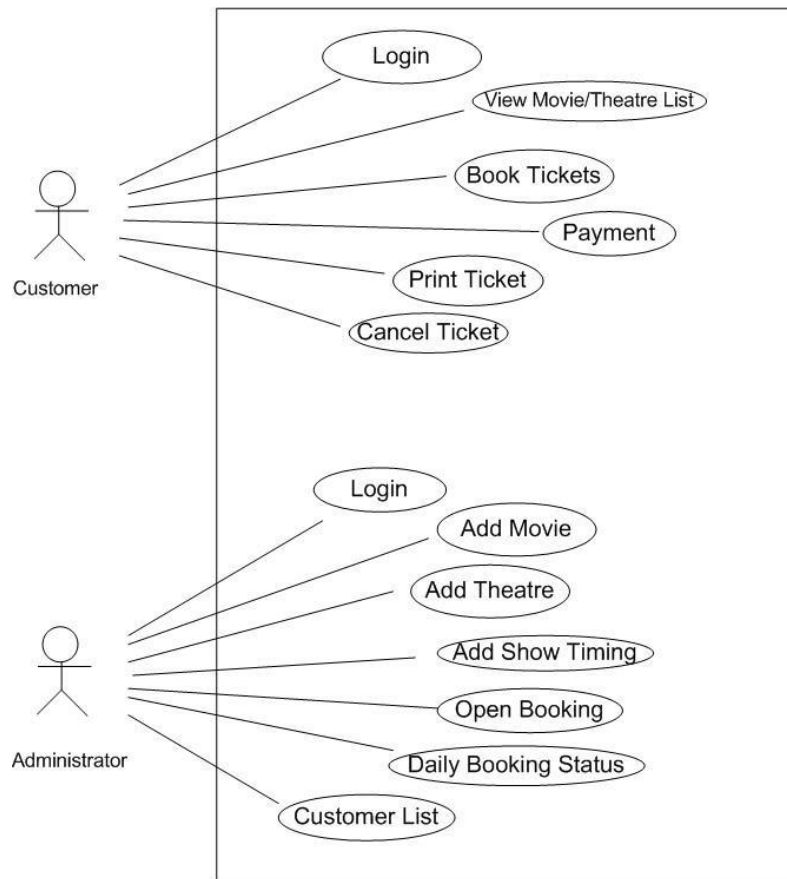 Login
View Movie/Theatre List
Book Tickets
Payment
Print Ticket
Customer
Cancel Ticket
Login
Add Movie
Add Theatre
Add Show Timing
Open Booking
Administrator
Daily Booking Status
Customer List